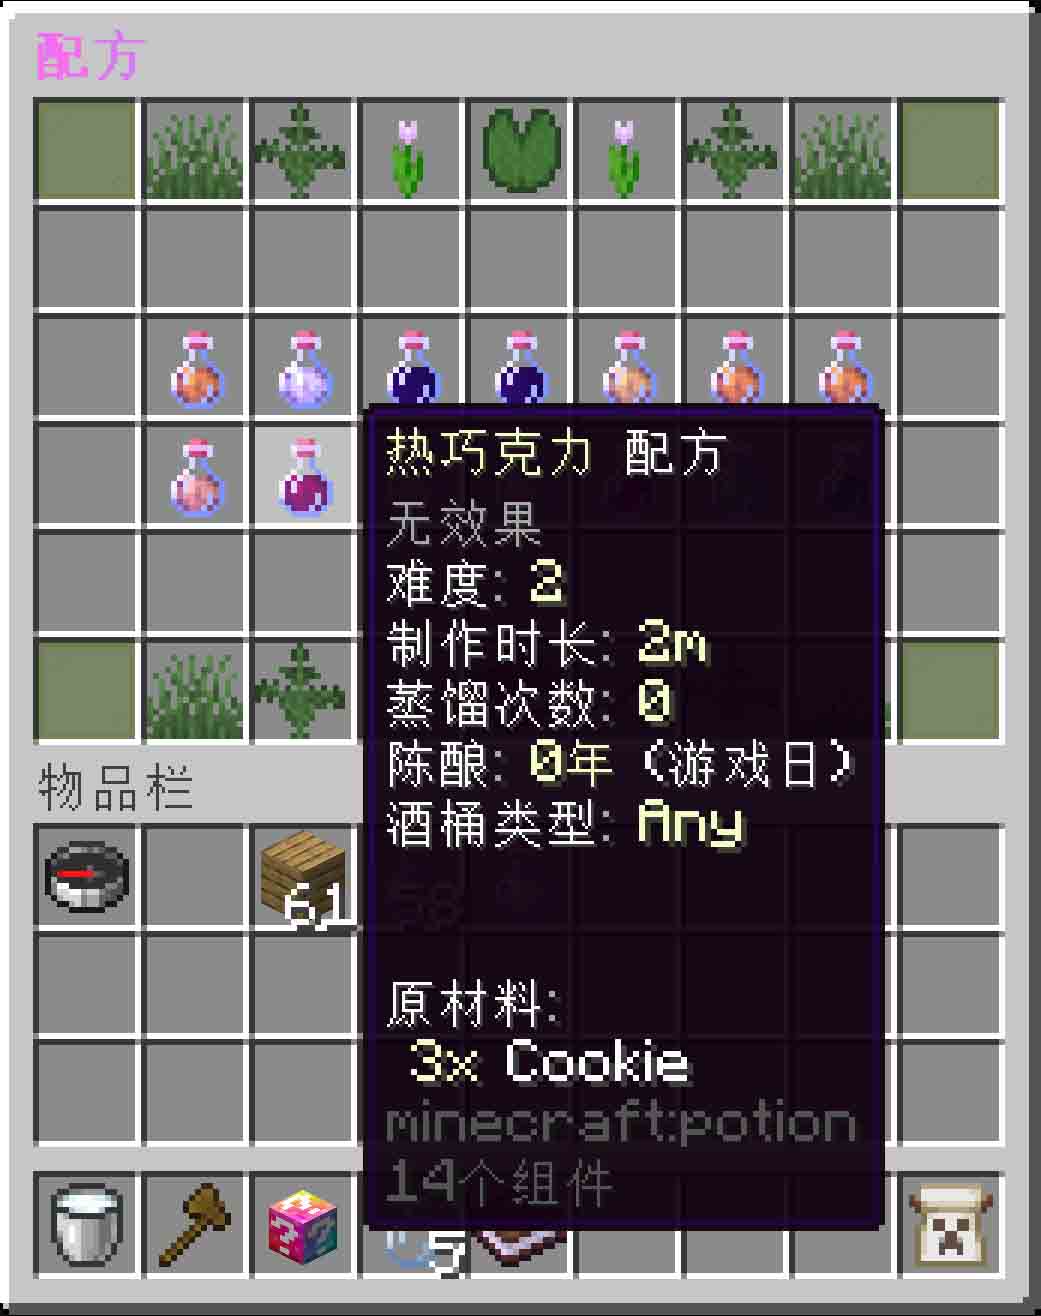 配方
热巧克力 配方
无效果
难度: 2
制作时长: 2m
蒸馏次数: 0
陈酿: 0年 (游戏日)
酒桶类型: Any
物品栏
61
58
原材料:
3x Cookie
minecraft:potion
14个组件
5